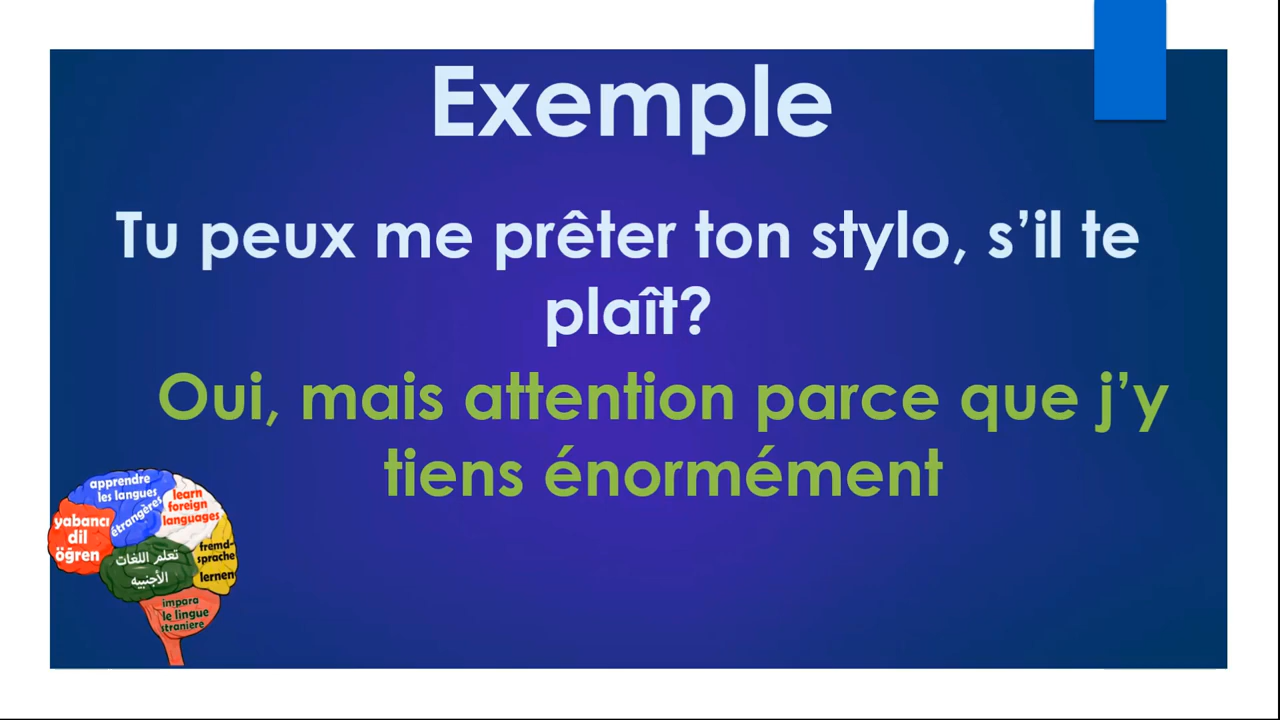 Exemple
Tu peux me prêter ton stylo, s’il te
plaît?
Oui, mais attention parce que j’y
tiens énormément
apprendre
les langues
étrangères
learn
foreign
languages
yabancı
dil
öğren
تعلم اللغات
الأجنبيه
fremd-
sprache
lernen
impara
le lingue
straniere